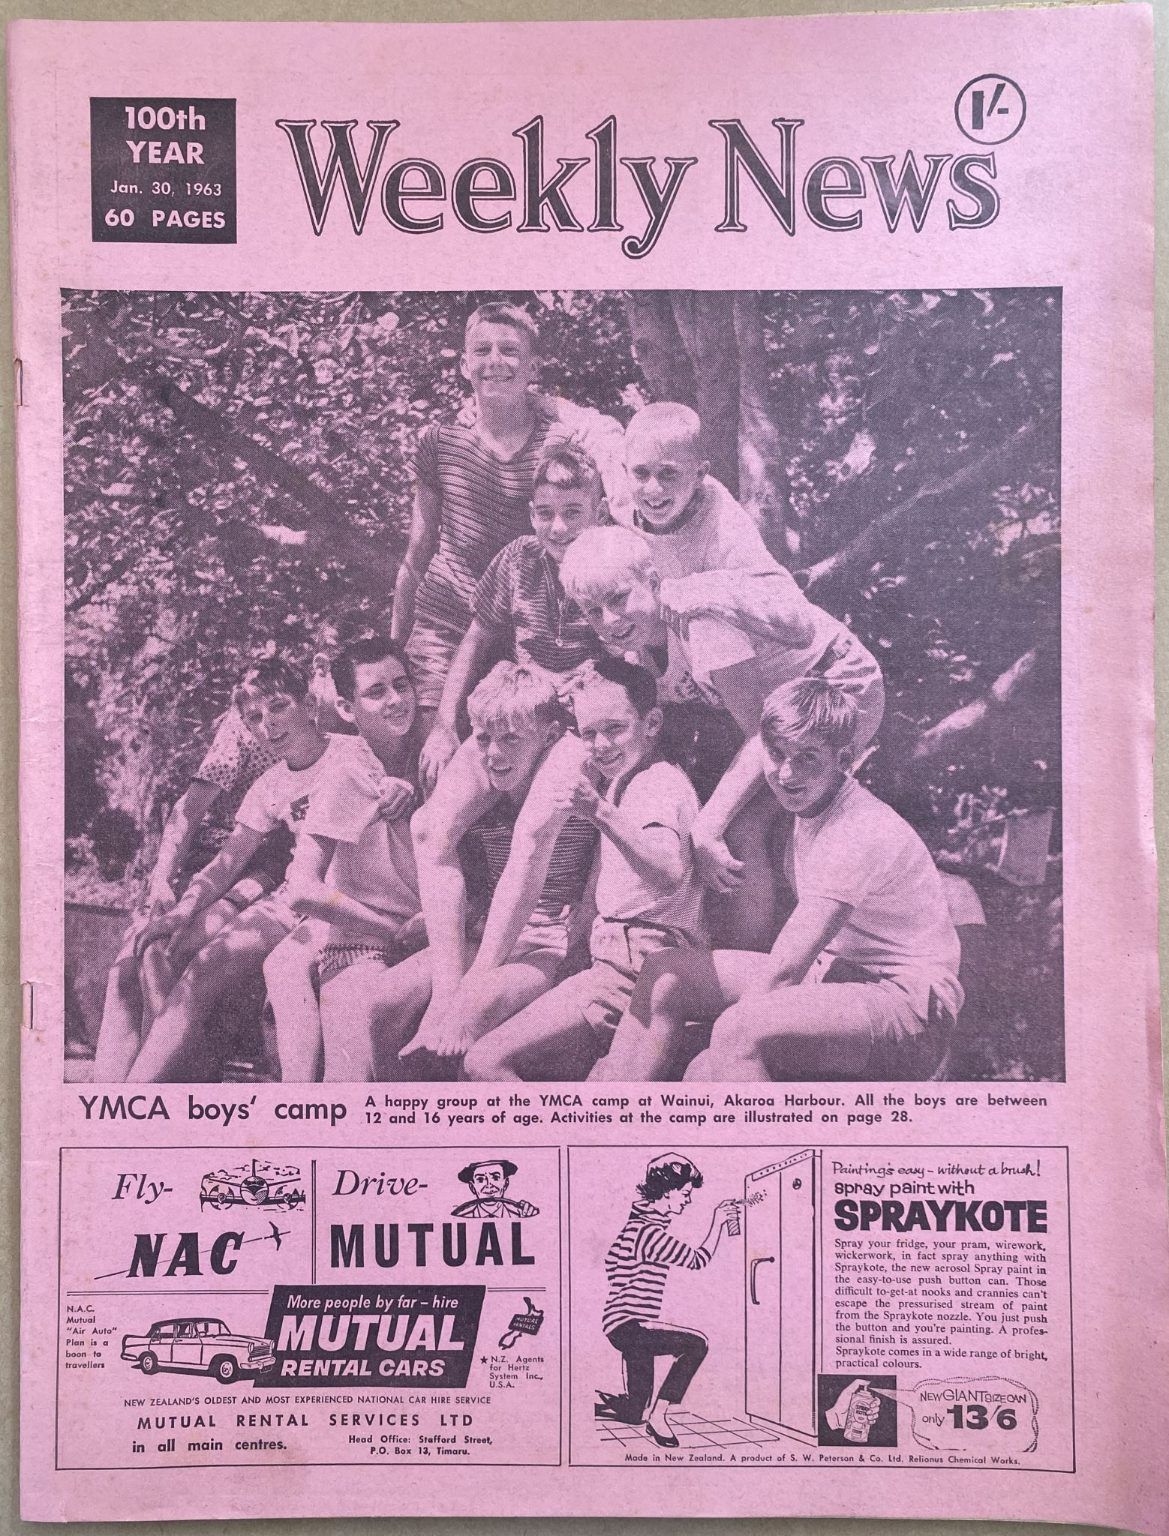 100th
YEAR
Jan. 30, 1963
60 PAGES
Weekly News
1/-
YMCA boys' camp
A happy group at the YMCA camp at Wainui, Akaroa Harbour. All the boys are between
12 and 16 years of age. Activities at the camp are illustrated on page 28.
Fly-
NAC
Drive-
MUTUAL
N.A.C.
Mutual
"Air Auto"
Plan is a
boon to
travellers
More people by far - hire
MUTUAL
RENTAL CARS
MUTUAL
RENTALS
★ N.Z. Agents
for Hertz
System Inc.,
U.S.A.
NEW ZEALAND'S OLDEST AND MOST EXPERIENCED NATIONAL CAR HIRE SERVICE
MUTUAL RENTAL SERVICES LTD
in all main centres.
Head Office: Stafford Street,
P.O. Box 13, Timaru.
Painting's easy - without a brush!
spray paint with
SPRAYKOTE
Spray your fridge, your pram, wirework,
wickerwork, in fact spray anything with
Spraykote, the new aerosol Spray paint in
the easy-to-use push button can. Those
difficult to-get-at nooks and crannies can't
escape the pressurised stream of paint
from the Spraykote nozzle. You just push
the button and you're painting. A profes-
sional finish is assured.
Spraykote comes in a wide range of bright,
practical colours.
SPRAY
KOTE
NEW GIANT SIZE CAN
only 13/6
Made in New Zealand. A product of S. W. Peterson & Co. Ltd. Relionus Chemical Works.